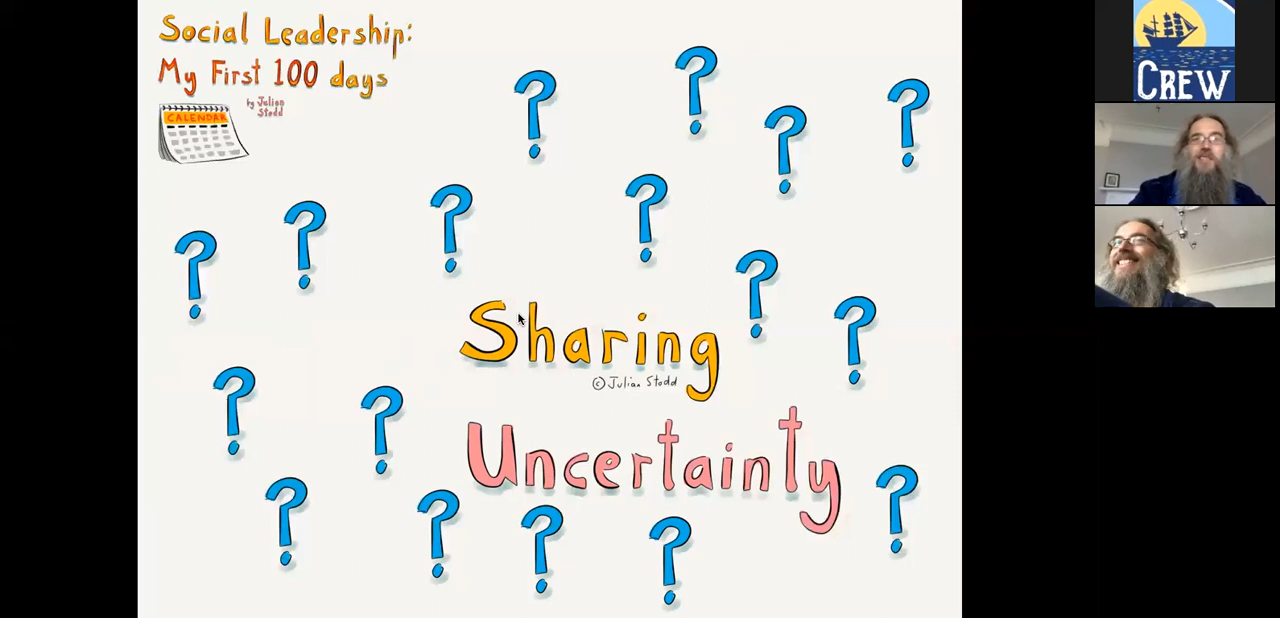 Social Leadership:
My First 100 days
by Julian
Stodd
CALENDAR
? ? ? ?
? ? ? ?
? ?
Sharing
© Julian Stodd
? ?
Uncertainty
? ? ? ? ?
CREW